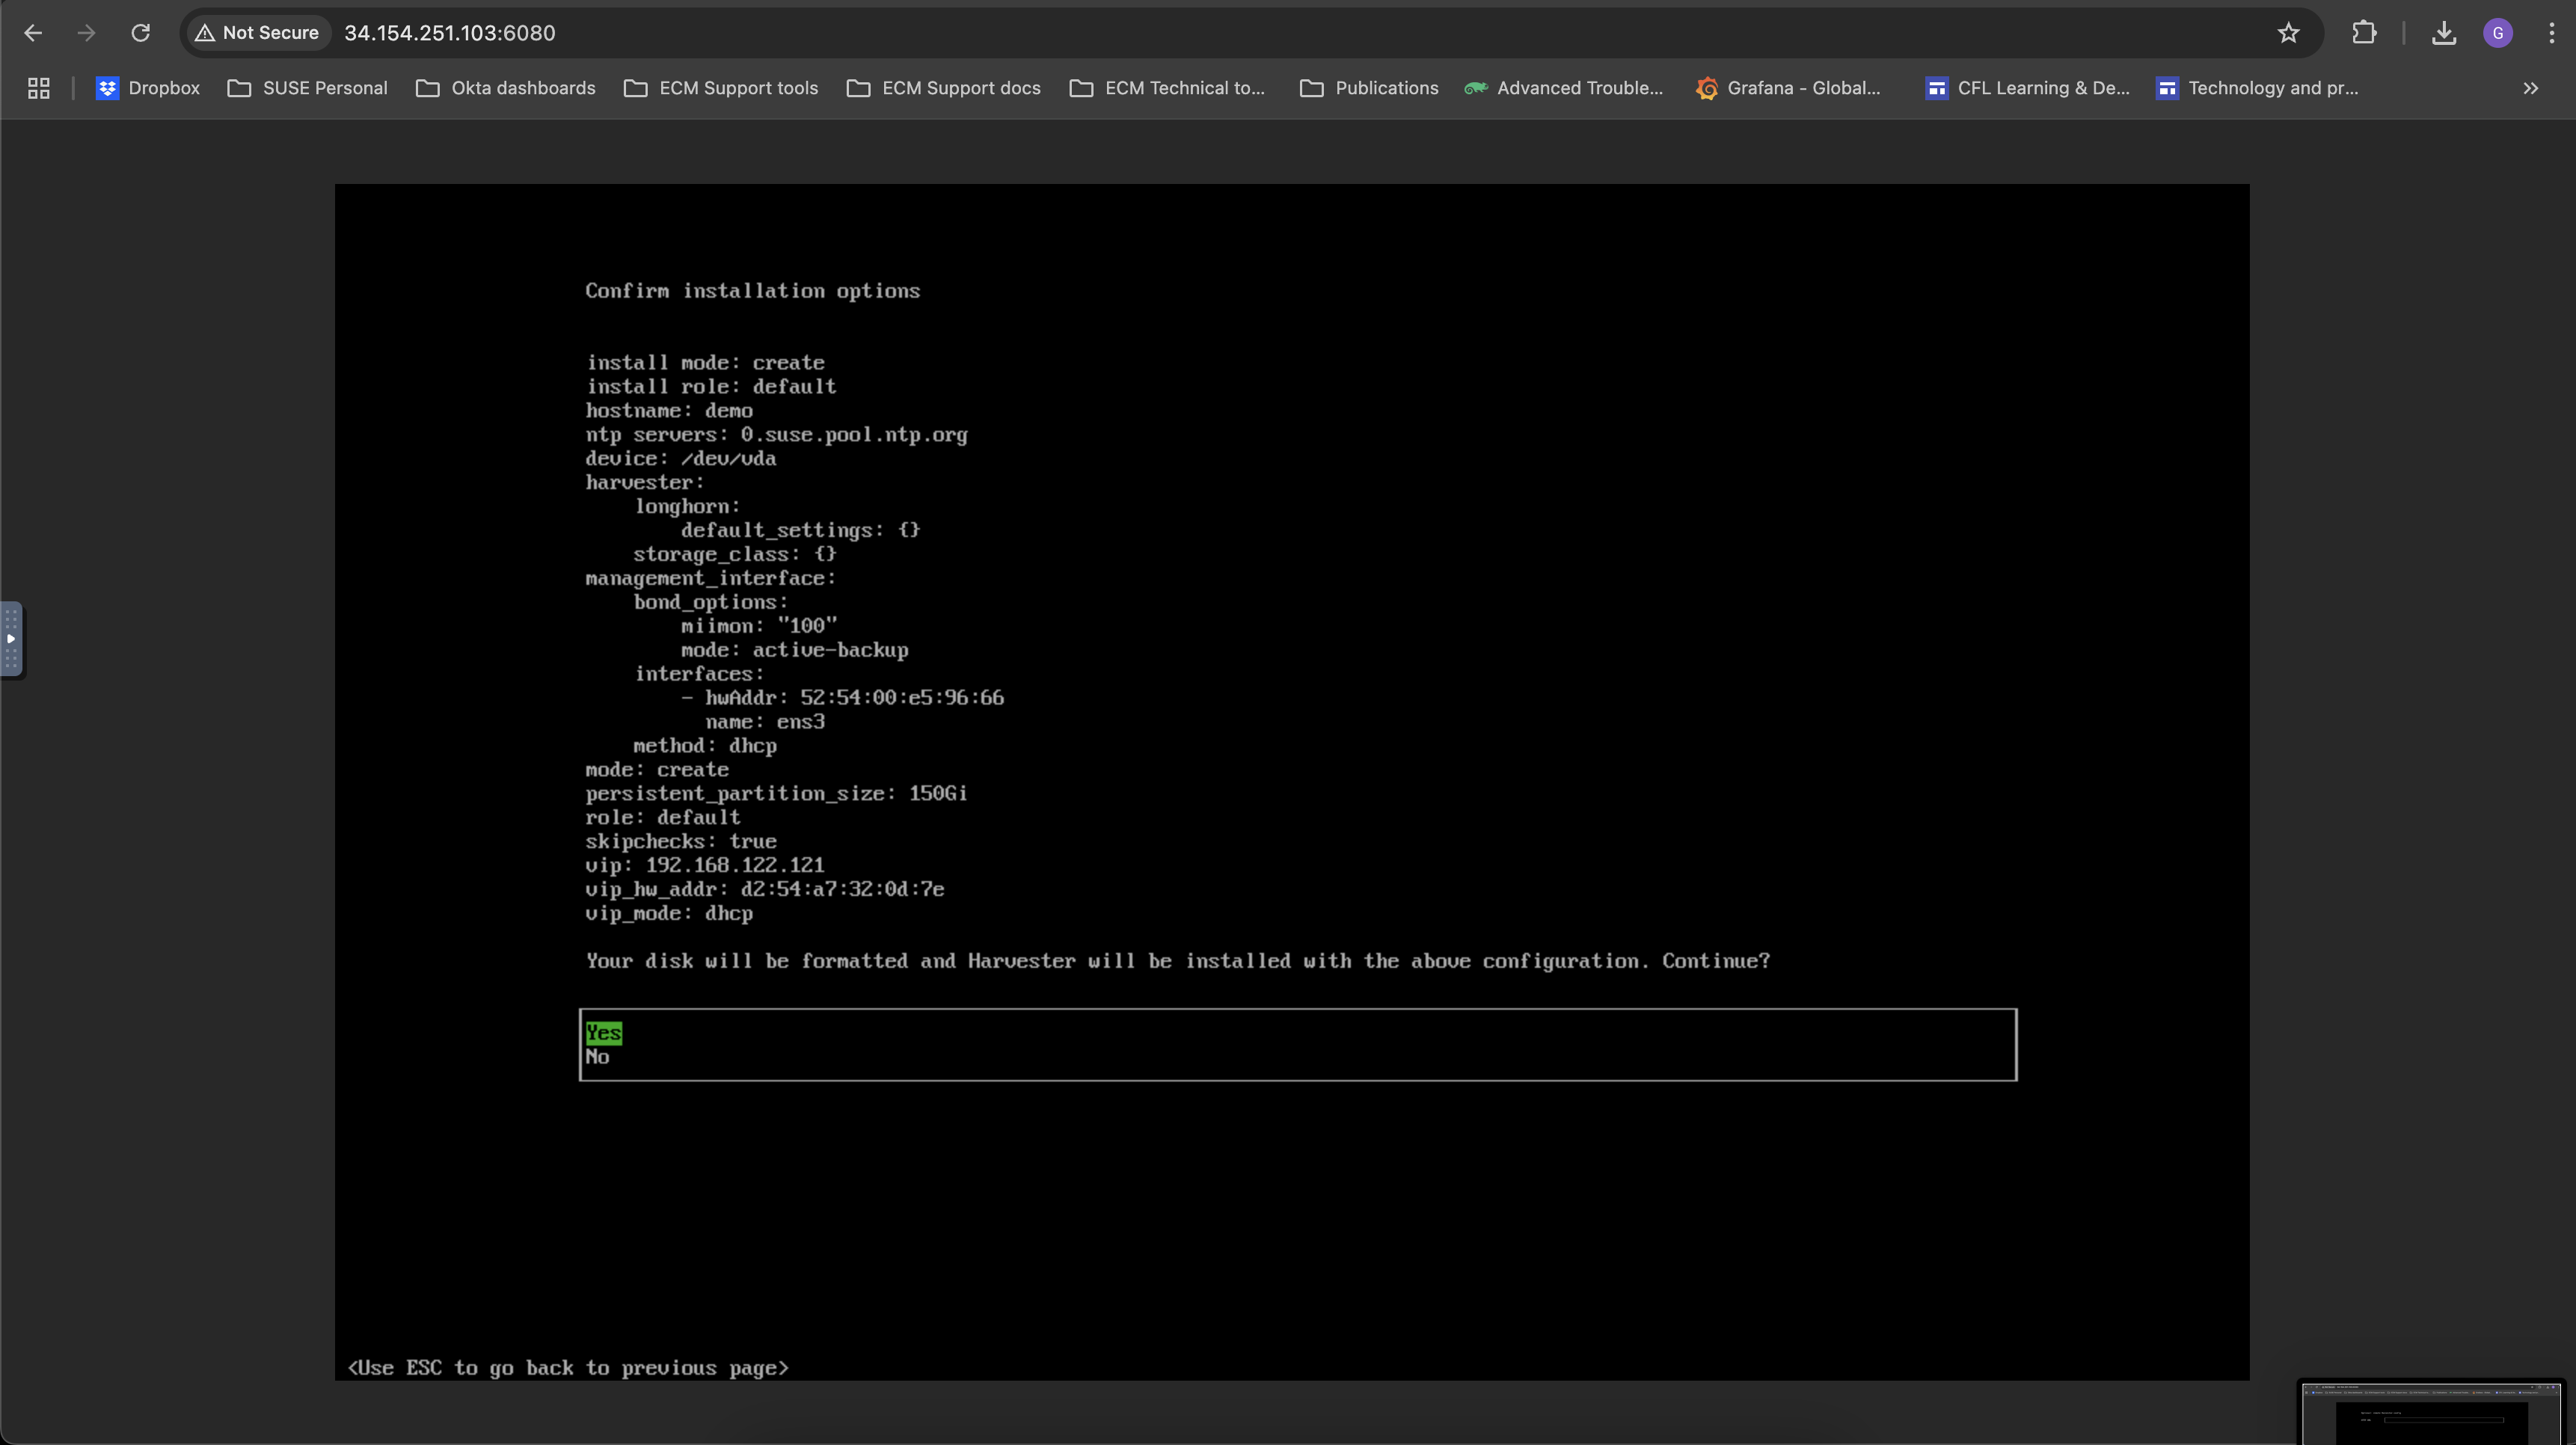 Not Secure 34.154.251.103:6080 G
Dropbox SUSE Personal Okta dashboards ECM Support tools ECM Support docs ECM Technical to... Publications Advanced Trouble... Grafana - Global... CFL Learning & De... Technology and pr...
Confirm installation options
install mode: create
install role: default
hostname: demo
ntp servers: 0.suse.pool.ntp.org
device: /dev/vda
harvester:
longhorn:
default_settings: {}
storage_class: {}
management_interface:
bond_options:
miimon: "100"
mode: active-backup
interfaces:
- hwAddr: 52:54:00:e5:96:66
name: ens3
method: dhcp
mode: create
persistent_partition_size: 150Gi
role: default
skipchecks: true
vip: 192.168.122.121
vip_hw_addr: d2:54:a7:32:0d:7e
vip_mode: dhcp
Your disk will be formatted and Harvester will be installed with the above configuration. Continue?
Yes
No
<Use ESC to go back to previous page>